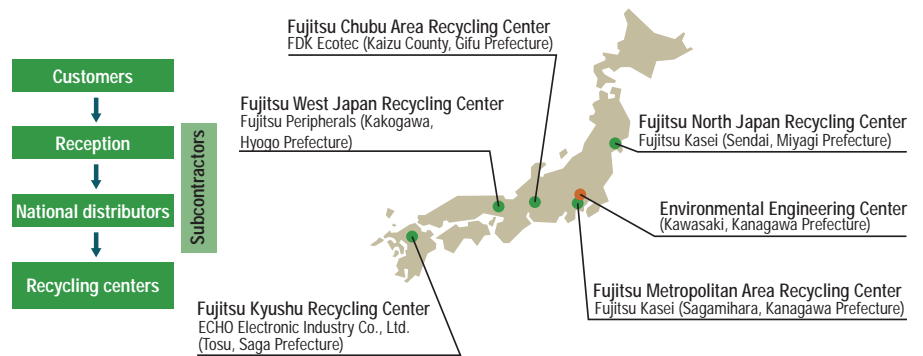 Customers
Reception
National distributors
Recycling centers
Subcontractors
Fujitsu Chubu Area Recycling Center
FDK Ecotec (Kaizu County, Gifu Prefecture)
Fujitsu West Japan Recycling Center
Fujitsu Peripherals (Kakogawa,
Hyogo Prefecture)
Fujitsu North Japan Recycling Center
Fujitsu Kasei (Sendai, Miyagi Prefecture)
Environmental Engineering Center
(Kawasaki, Kanagawa Prefecture)
Fujitsu Metropolitan Area Recycling Center
Fujitsu Kasei (Sagamihara, Kanagawa Prefecture)
Fujitsu Kyushu Recycling Center
ECHO Electronic Industry Co., Ltd.
(Tosu, Saga Prefecture)